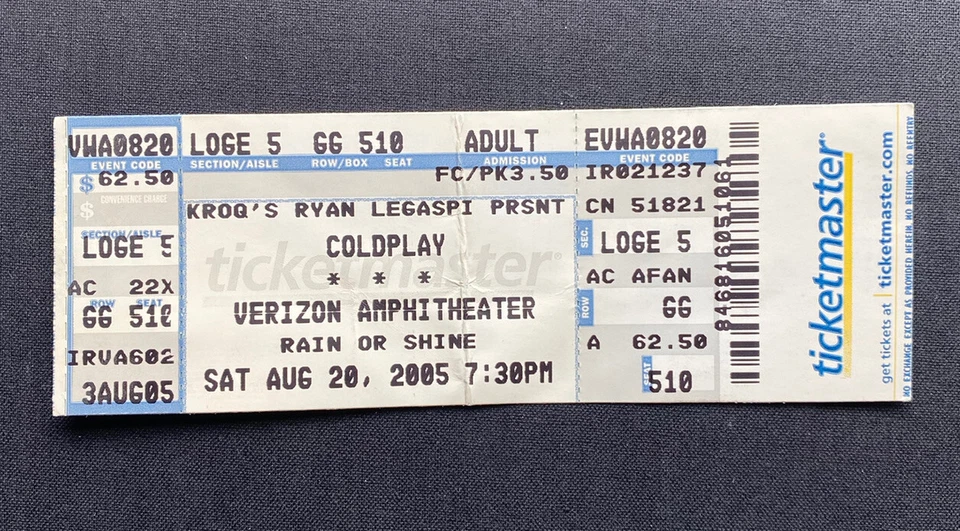 VWA0820
EVENT CODE
$ 62.50
$ CONVENIENCE CHARGE
SECTION/AISLE
LOGE 5
AC 22X
ROW SEAT
GG 510
IRVA602
3AUG05
LOGE 5 GG 510 ADULT
SECTION/AISLE ROW/BOX SEAT ADMISSION
FC/PK3.50
KROQ'S RYAN LEGASPI PRSNT
ticketmaster
COLDPLAY
* * *
VERIZON AMPHITHEATER
RAIN OR SHINE
SAT AUG 20, 2005 7:30PM
EVWA0820
EVENT CODE
IR021237
CN 51821
SEC.
LOGE 5
AC AFAN
ROW
GG
A 62.50
SEAT
510
ticketmaster®
get tickets at ticketmaster.com
NO EXCHANGE EXCEPT AS PROVIDED HEREIN NO REFUNDS NO REENTRY